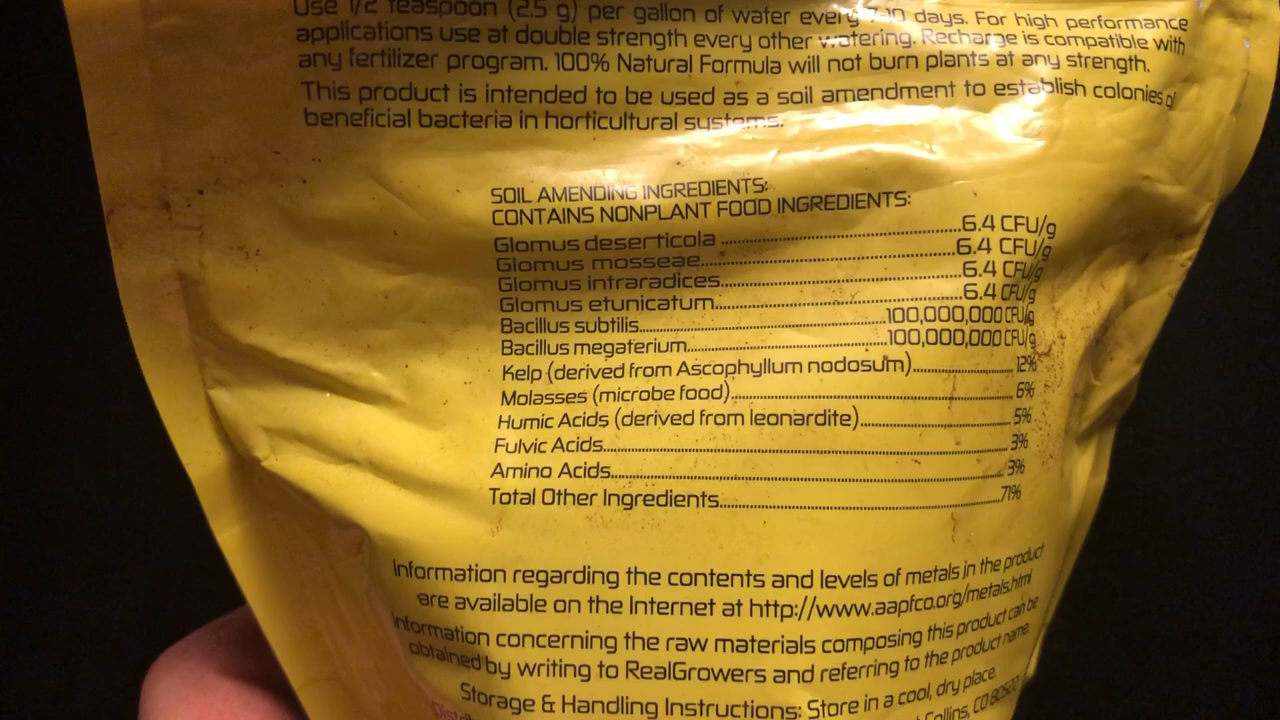 Use 1/2 teaspoon (2.5 g) per gallon of water every 7-10 days. For high performance
applications use at double strength every other watering. Recharge is compatible with
any fertilizer program. 100% Natural Formula will not burn plants at any strength.
This product is intended to be used as a soil amendment to establish colonies of
beneficial bacteria in horticultural systems.
SOIL AMENDING INGREDIENTS:
CONTAINS NONPLANT FOOD INGREDIENTS:
Glomus deserticola ........ 6.4 CFU/g
Glomus mosseae........ 6.4 CFU/g
Glomus intraradices........ 6.4 CFU/g
Glomus etunicatum........ 6.4 CFU/g
Bacillus subtilis........ 100,000,000 CFU/g
Bacillus megaterium........ 100,000,000 CFU/g
Kelp (derived from Ascophyllum nodosum)........ 12%
Molasses (microbe food)........ 6%
Humic Acids (derived from leonardite)........ 5%
Fulvic Acids........ 3%
Amino Acids........ 3%
Total Other Ingredients........ 71%
Information regarding the contents and levels of metals in the product
are available on the Internet at http://www.aapfco.org/metals.html
Information concerning the raw materials composing this product can be
obtained by writing to RealGrowers and referring to the product name.
Storage & Handling Instructions: Store in a cool, dry place.
Collins, CO 80522